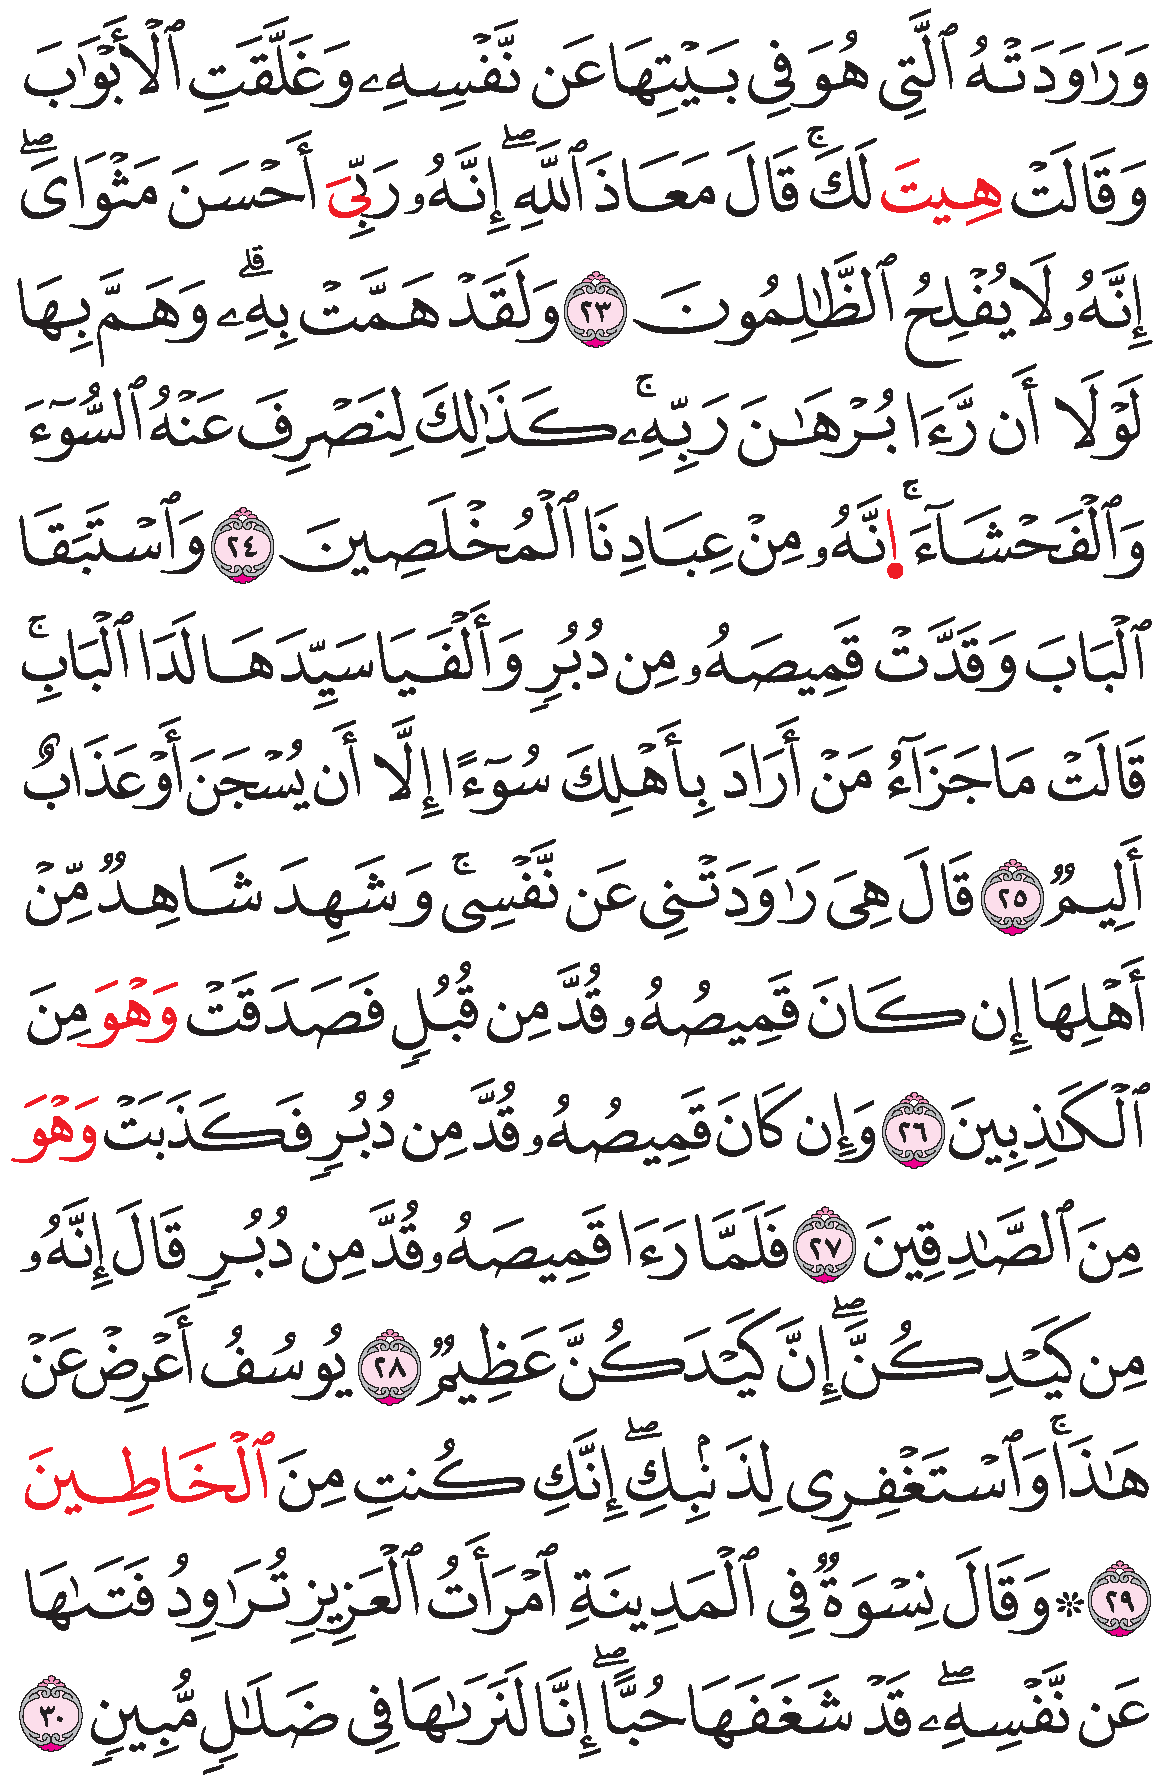 وَرَٰوَدَتۡهُ ٱلَّتِي هُوَ فِي بَيۡتِهَا عَن نَّفۡسِهِۦ وَغَلَّقَتِ ٱلۡأَبۡوَٰبَ
وَقَالَتۡ هِيتَ لَكَۚ قَالَ مَعَاذَ ٱللَّهِۖ إِنَّهُۥ رَبِّيَ أَحۡسَنَ مَثۡوَايَۖ
إِنَّهُۥ لَا يُفۡلِحُ ٱلظَّٰلِمُونَ ٢٣ وَلَقَدۡ هَمَّتۡ بِهِۦۗ وَهَمَّ بِهَا
لَوۡلَا أَن رَّءَا بُرۡهَٰنَ رَبِّهِۦۚ كَذَٰلِكَ لِنَصۡرِفَ عَنۡهُ ٱلسُّوٓءَ
وَٱلۡفَحۡشَآءَۚ اِنَّهُۥ مِنۡ عِبَادِنَا ٱلۡمُخۡلَصِينَ ٢٤ وَٱسۡتَبَقَا
ٱلۡبَابَ وَقَدَّتۡ قَمِيصَهُۥ مِن دُبُرٖ وَأَلۡفَيَا سَيِّدَهَا لَدَا ٱلۡبَابِۚ
قَالَتۡ مَا جَزَآءُ مَنۡ أَرَادَ بِأَهۡلِكَ سُوٓءًا إِلَّا أَن يُسۡجَنَ أَوۡ عَذَابٌ
أَلِيمٞ ٢٥ قَالَ هِيَ رَٰوَدَتۡنِي عَن نَّفۡسِيۚ وَشَهِدَ شَاهِدٞ مِّنۡ
أَهۡلِهَا إِن كَانَ قَمِيصُهُۥ قُدَّ مِن قُبُلٖ فَصَدَقَتۡ وَهۡوَ مِنَ
ٱلۡكَٰذِبِينَ ٢٦ وَإِن كَانَ قَمِيصُهُۥ قُدَّ مِن دُبُرٖ فَكَذَبَتۡ وَهۡوَ
مِنَ ٱلصَّٰدِقِينَ ٢٧ فَلَمَّا رَءَا قَمِيصَهُۥ قُدَّ مِن دُبُرٖ قَالَ إِنَّهُۥ
مِن كَيۡدِكُنَّۖ إِنَّ كَيۡدَكُنَّ عَظِيمٞ ٢٨ يُوسُفُ أَعۡرِضۡ عَنۡ
هَٰذَاۚ وَٱسۡتَغۡفِرِي لِذَنۢبِكِۖ إِنَّكِ كُنتِ مِنَ ٱلۡخَاطِينَ
٢٩ ۞ وَقَالَ نِسۡوَةٞ فِي ٱلۡمَدِينَةِ ٱمۡرَأَتُ ٱلۡعَزِيزِ تُرَٰوِدُ فَتَىٰهَا
عَن نَّفۡسِهِۦۖ قَدۡ شَغَفَهَا حُبًّاۖ إِنَّا لَنَرَىٰهَا فِي ضَلَٰلٖ مُّبِينٖ ٣٠